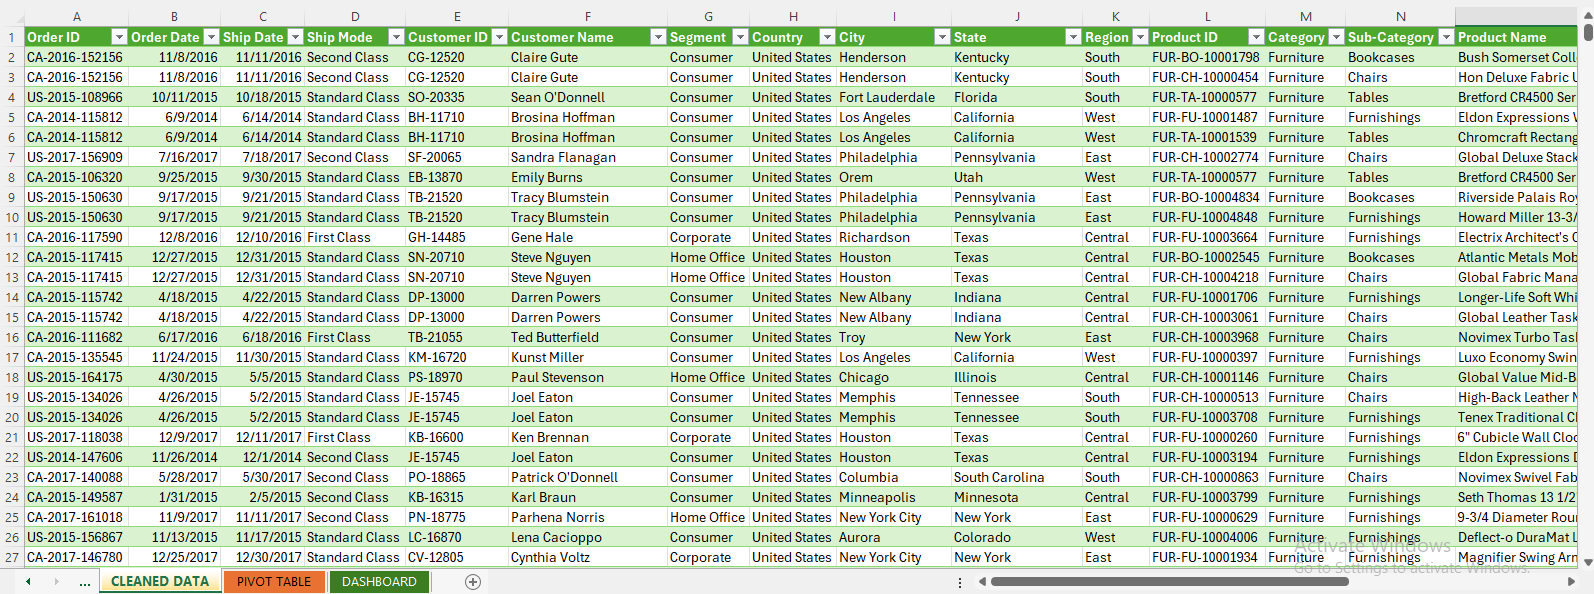 A B C D E F G H I J K L M N
1 Order ID Order Date Ship Date Ship Mode Customer ID Customer Name Segment Country City State Region Product ID Category Sub-Category Product Name
2 CA-2016-152156 11/8/2016 11/11/2016 Second Class CG-12520 Claire Gute Consumer United States Henderson Kentucky South FUR-BO-10001798 Furniture Bookcases Bush Somerset Coll
3 CA-2016-152156 11/8/2016 11/11/2016 Second Class CG-12520 Claire Gute Consumer United States Henderson Kentucky South FUR-CH-10000454 Furniture Chairs Hon Deluxe Fabric U
4 US-2015-108966 10/11/2015 10/18/2015 Standard Class SO-20335 Sean O'Donnell Consumer United States Fort Lauderdale Florida South FUR-TA-10000577 Furniture Tables Bretford CR4500 Ser
5 CA-2014-115812 6/9/2014 6/14/2014 Standard Class BH-11710 Brosina Hoffman Consumer United States Los Angeles California West FUR-FU-10001487 Furniture Furnishings Eldon Expressions
6 CA-2014-115812 6/9/2014 6/14/2014 Standard Class BH-11710 Brosina Hoffman Consumer United States Los Angeles California West FUR-TA-10001539 Furniture Tables Chromcraft Rectang
7 US-2017-156909 7/16/2017 7/18/2017 Second Class SF-20065 Sandra Flanagan Consumer United States Philadelphia Pennsylvania East FUR-CH-10002774 Furniture Chairs Global Deluxe Stack
8 CA-2015-106320 9/25/2015 9/30/2015 Standard Class EB-13870 Emily Burns Consumer United States Orem Utah West FUR-TA-10000577 Furniture Tables Bretford CR4500 Ser
9 US-2015-150630 9/17/2015 9/21/2015 Standard Class TB-21520 Tracy Blumstein Consumer United States Philadelphia Pennsylvania East FUR-BO-10004834 Furniture Bookcases Riverside Palais Roy
10 US-2015-150630 9/17/2015 9/21/2015 Standard Class TB-21520 Tracy Blumstein Consumer United States Philadelphia Pennsylvania East FUR-FU-10004848 Furniture Furnishings Howard Miller 13-3/
11 CA-2016-117590 12/8/2016 12/10/2016 First Class GH-14485 Gene Hale Corporate United States Richardson Texas Central FUR-FU-10003664 Furniture Furnishings Electrix Architect's C
12 CA-2015-117415 12/27/2015 12/31/2015 Standard Class SN-20710 Steve Nguyen Home Office United States Houston Texas Central FUR-BO-10002545 Furniture Bookcases Atlantic Metals Mob
13 CA-2015-117415 12/27/2015 12/31/2015 Standard Class SN-20710 Steve Nguyen Home Office United States Houston Texas Central FUR-CH-10004218 Furniture Chairs Global Fabric Mana
14 CA-2015-115742 4/18/2015 4/22/2015 Standard Class DP-13000 Darren Powers Consumer United States New Albany Indiana Central FUR-FU-10001706 Furniture Furnishings Longer-Life Soft Whi
15 CA-2015-115742 4/18/2015 4/22/2015 Standard Class DP-13000 Darren Powers Consumer United States New Albany Indiana Central FUR-CH-10003061 Furniture Chairs Global Leather Task
16 CA-2016-111682 6/17/2016 6/18/2016 First Class TB-21055 Ted Butterfield Consumer United States Troy New York East FUR-CH-10003968 Furniture Chairs Novimex Turbo Tas
17 CA-2015-135545 11/24/2015 11/30/2015 Standard Class KM-16720 Kunst Miller Consumer United States Los Angeles California West FUR-FU-10000397 Furniture Furnishings Luxo Economy Swin
18 US-2015-164175 4/30/2015 5/5/2015 Standard Class PS-18970 Paul Stevenson Home Office United States Chicago Illinois Central FUR-CH-10001146 Furniture Chairs Global Value Mid-B
19 US-2015-134026 4/26/2015 5/2/2015 Standard Class JE-15745 Joel Eaton Consumer United States Memphis Tennessee South FUR-CH-10000513 Furniture Chairs High-Back Leather M
20 US-2015-134026 4/26/2015 5/2/2015 Standard Class JE-15745 Joel Eaton Consumer United States Memphis Tennessee South FUR-FU-10003708 Furniture Furnishings Tenex Traditional Cl
21 US-2017-118038 12/9/2017 12/11/2017 First Class KB-16600 Ken Brennan Corporate United States Houston Texas Central FUR-FU-10000260 Furniture Furnishings 6" Cubicle Wall Cloc
22 US-2014-147606 11/26/2014 12/1/2014 Second Class JE-15745 Joel Eaton Consumer United States Houston Texas Central FUR-FU-10003194 Furniture Furnishings Eldon Expressions D
23 CA-2017-140088 5/28/2017 5/30/2017 Second Class PO-18865 Patrick O'Donnell Consumer United States Columbia South Carolina South FUR-CH-10000863 Furniture Chairs Novimex Swivel Fab
24 CA-2015-149587 1/31/2015 2/5/2015 Second Class KB-16315 Karl Braun Consumer United States Minneapolis Minnesota Central FUR-FU-10003799 Furniture Furnishings Seth Thomas 13 1/2
25 CA-2017-161018 11/9/2017 11/11/2017 Second Class PN-18775 Parhena Norris Home Office United States New York City New York East FUR-FU-10000629 Furniture Furnishings 9-3/4 Diameter Rou
26 US-2015-156867 11/13/2015 11/17/2015 Standard Class LC-16870 Lena Cacioppo Consumer United States Aurora Colorado West FUR-FU-10004006 Furniture Furnishings Deflect-o DuraMat L
27 CA-2017-146780 12/25/2017 12/30/2017 Standard Class CV-12805 Cynthia Voltz Corporate United States New York City New York East FUR-FU-10001934 Furniture Furnishings Magnifier Swing Arn
Activate Windows
Go to Settings to activate Windows.
... CLEANED DATA PIVOT TABLE DASHBOARD